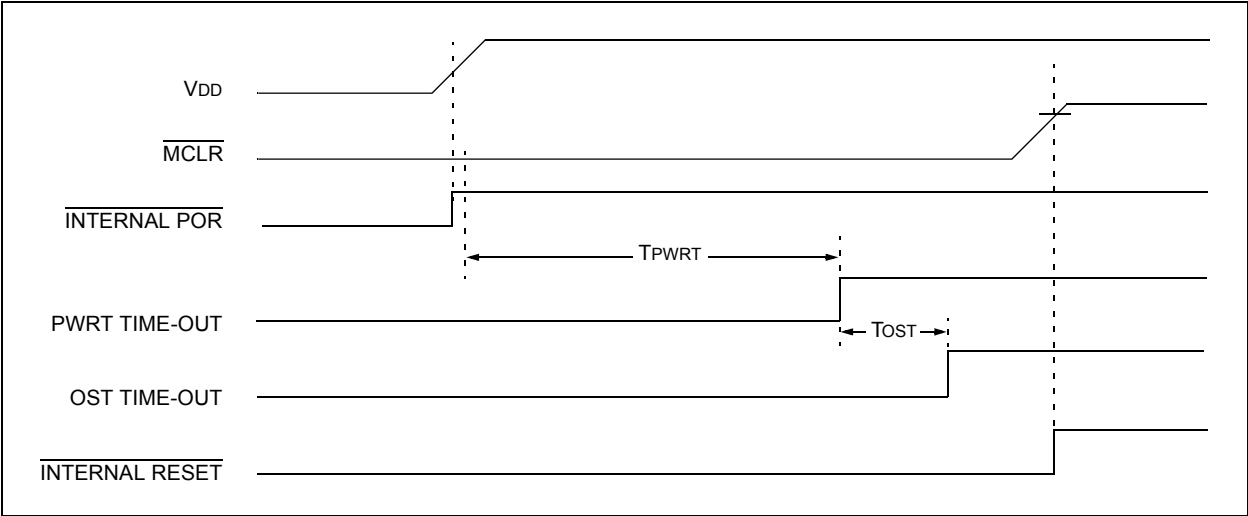 VDD
MCLR
INTERNAL POR
TPWRT
PWRT TIME-OUT
TOST
OST TIME-OUT
INTERNAL RESET